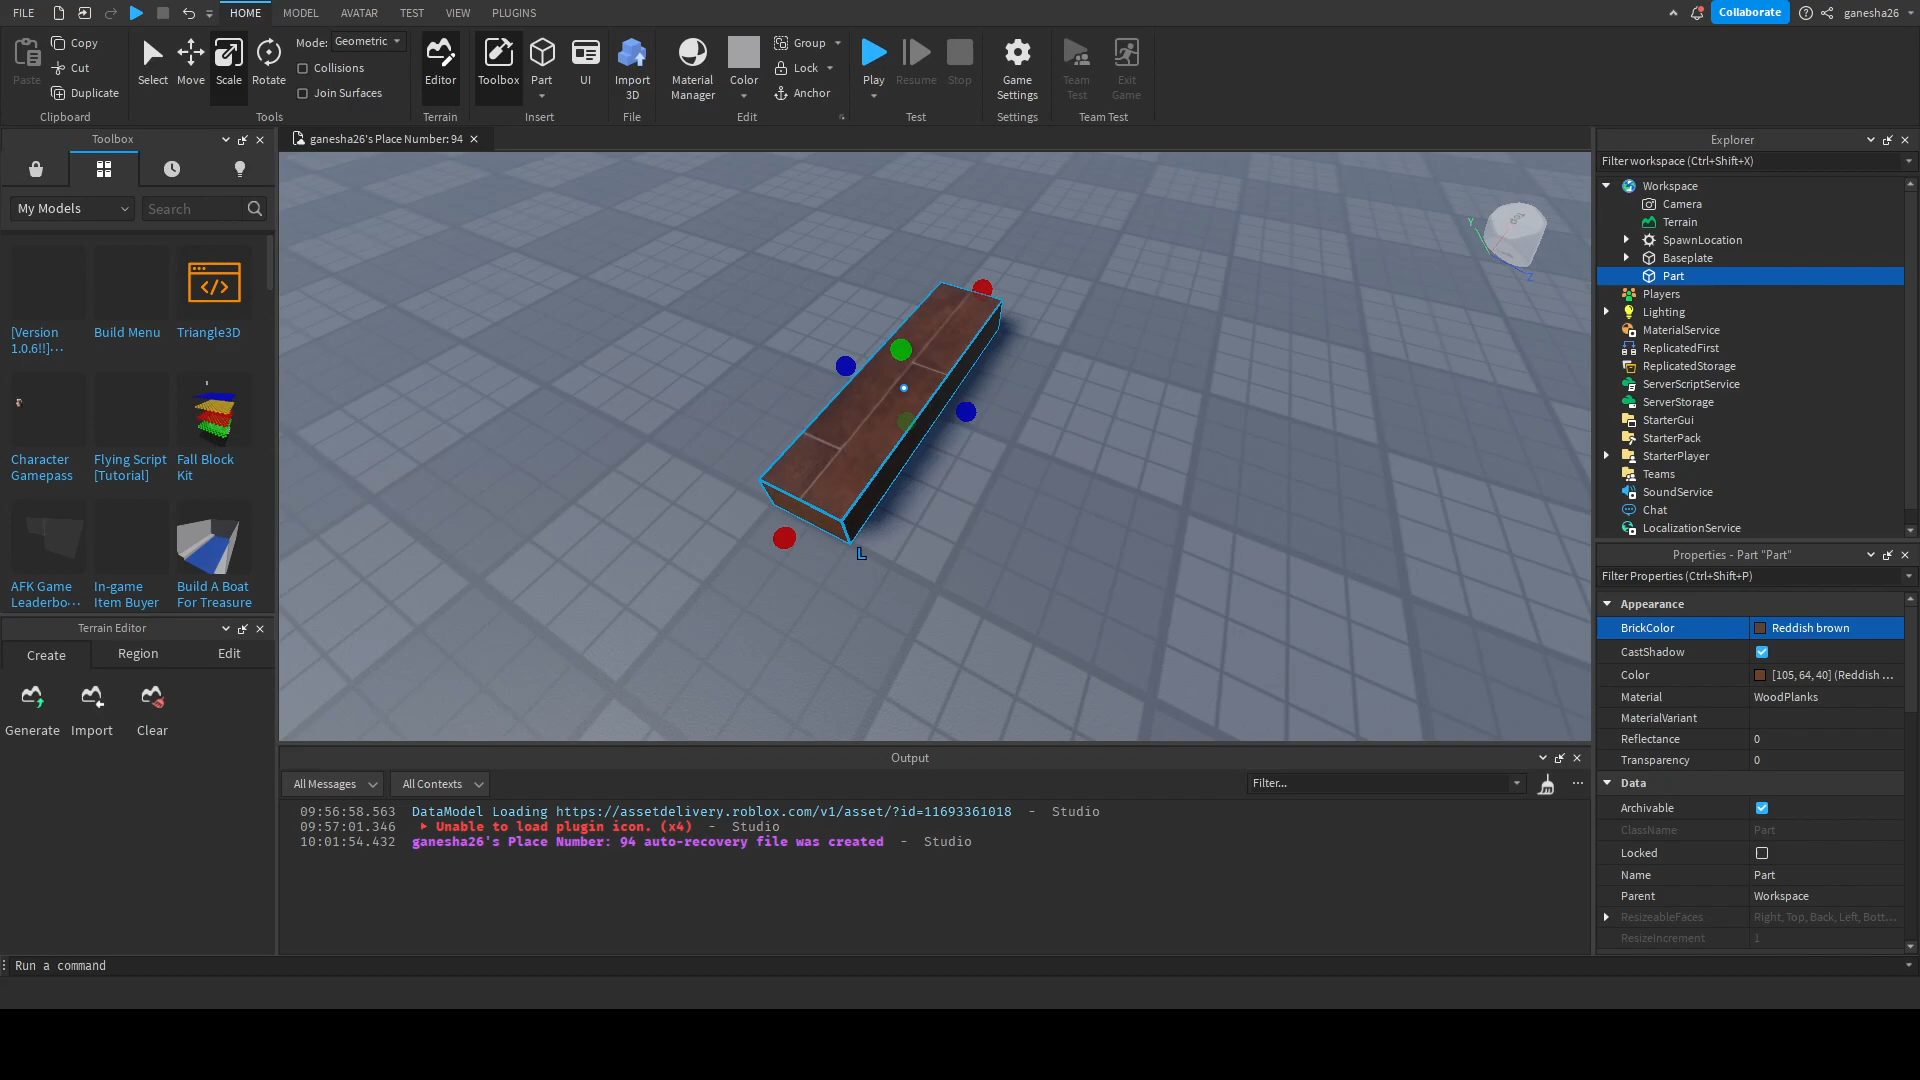 FILE
HOME
MODEL
AVATAR
TEST
VIEW
PLUGINS
Collaborate
ganesha26
Paste
Copy
Cut
Duplicate
Clipboard
Select
Move
Scale
Rotate
Mode: Geometric
Collisions
Join Surfaces
Tools
Editor
Terrain
Toolbox
Part
UI
Insert
Import
3D
File
Material
Manager
Color
Group
Lock
Anchor
Edit
Play
Resume
Stop
Test
Game
Settings
Settings
Team
Test
Exit
Game
Team Test
Toolbox
My Models
Search
[Version
1.0.6!!]...
Build Menu
Triangle3D
Character
Gamepass
Flying Script
[Tutorial]
Fall Block
Kit
AFK Game
Leaderbo...
In-game
Item Buyer
Build A Boat
For Treasure
Terrain Editor
Create
Region
Edit
Generate
Import
Clear
ganesha26's Place Number: 94
Top
Y
Z
L
Output
All Messages
All Contexts
Filter...
09:56:58.563 DataModel Loading https://assetdelivery.roblox.com/v1/asset/?id=11693361018 - Studio
09:57:01.346 Unable to load plugin icon. (x4) - Studio
10:01:54.432 ganesha26's Place Number: 94 auto-recovery file was created - Studio
Run a command
Explorer
Filter workspace (Ctrl+Shift+X)
Workspace
Camera
Terrain
SpawnLocation
Baseplate
Part
Players
Lighting
MaterialService
ReplicatedFirst
ReplicatedStorage
ServerScriptService
ServerStorage
StarterGui
StarterPack
StarterPlayer
Teams
SoundService
Chat
LocalizationService
Properties - Part "Part"
Filter Properties (Ctrl+Shift+P)
Appearance
BrickColor Reddish brown
CastShadow
Color [105, 64, 40] (Reddish ...
Material WoodPlanks
MaterialVariant
Reflectance 0
Transparency 0
Data
Archivable
ClassName Part
Locked
Name Part
Parent Workspace
ResizeableFaces Right, Top, Back, Left, Bott...
ResizeIncrement 1